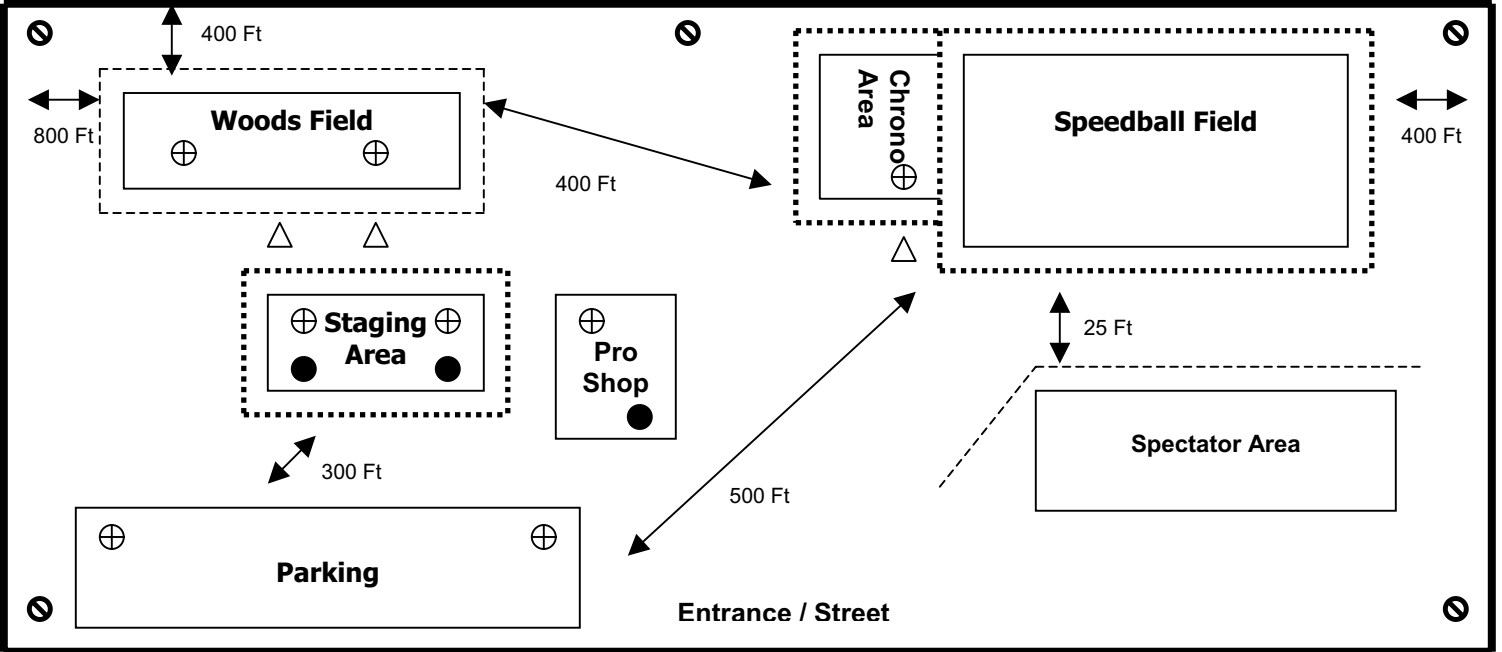 400 Ft
800 Ft
Woods Field
400 Ft
Chrono
Area
Speedball Field
400 Ft
Staging
Area
Pro
Shop
25 Ft
300 Ft
500 Ft
Spectator Area
Parking
Entrance / Street